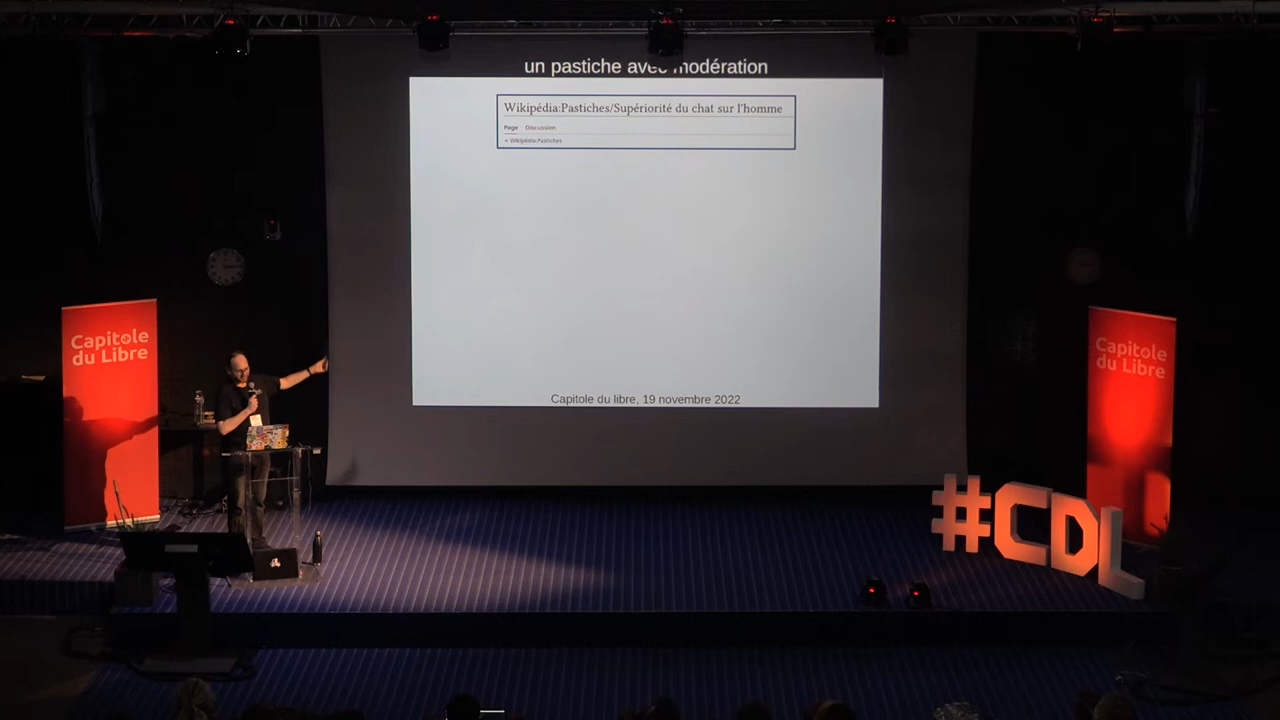 un pastiche avec modération
Wikipédia:Pastiches/Supériorité du chat sur l'homme
Page Discussion
< Wikipédia:Pastiches
Capitole du libre, 19 novembre 2022
Capitole
du Libre
Capitole
du Libre
#CDL